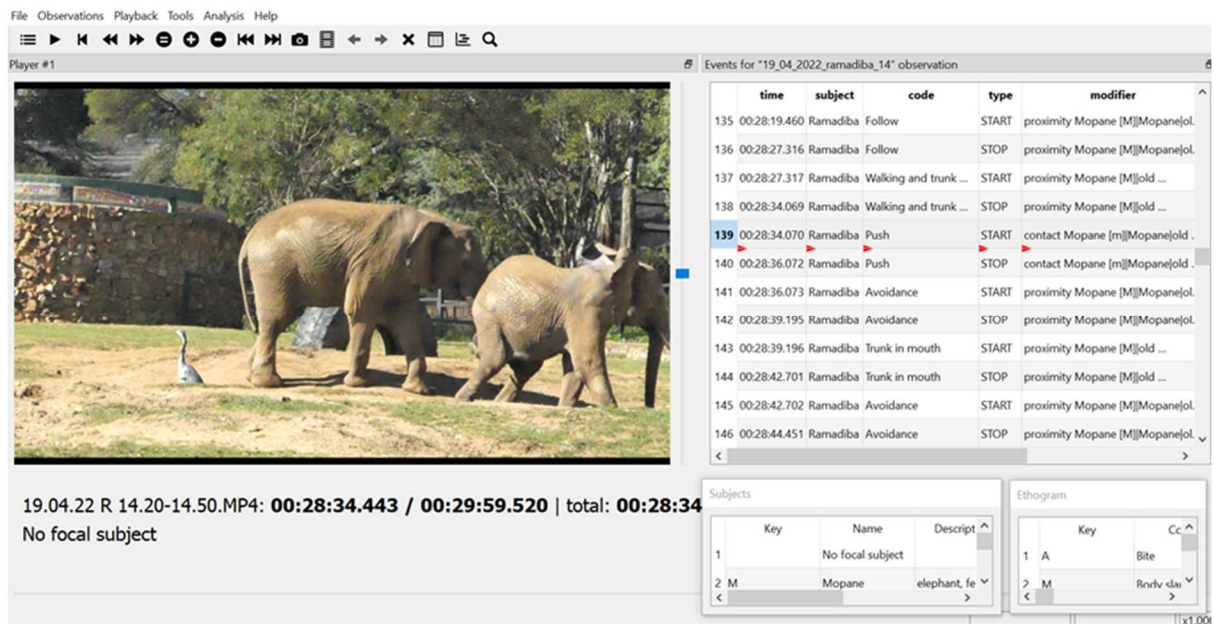 File Observations Playback Tools Analysis Help
Player #1
Events for "19_04_2022_ramadiba_14" observation
time subject code type modifier
135 00:28:19.460 Ramadiba Follow START proximity Mopane [M]|Mopane|ol.
136 00:28:27.316 Ramadiba Follow STOP proximity Mopane [M]|Mopane|ol.
137 00:28:27.317 Ramadiba Walking and trunk ... START proximity Mopane [M]|old ...
138 00:28:34.069 Ramadiba Walking and trunk ... STOP proximity Mopane [M]|old ...
139 00:28:34.070 Ramadiba Push START contact Mopane [m]|Mopane|old .
140 00:28:36.072 Ramadiba Push STOP contact Mopane [m]|Mopane|old .
141 00:28:36.073 Ramadiba Avoidance START proximity Mopane [M]|Mopane|ol.
142 00:28:39.195 Ramadiba Avoidance STOP proximity Mopane [M]|Mopane|ol.
143 00:28:39.196 Ramadiba Trunk in mouth START proximity Mopane [M]|old ...
144 00:28:42.701 Ramadiba Trunk in mouth STOP proximity Mopane [M]|old ...
145 00:28:42.702 Ramadiba Avoidance START proximity Mopane [M]|Mopane|ol.
146 00:28:44.451 Ramadiba Avoidance STOP proximity Mopane [M]|Mopane|ol.
19.04.22 R 14.20-14.50.MP4: 00:28:34.443 / 00:29:59.520 | total: 00:28:34
No focal subject
Subjects
Key Name Descript
1 No focal subject
2 M Mopane elephant, fe
Ethogram
Key Cc
1 A Bite
2 M Body slar
x1.000